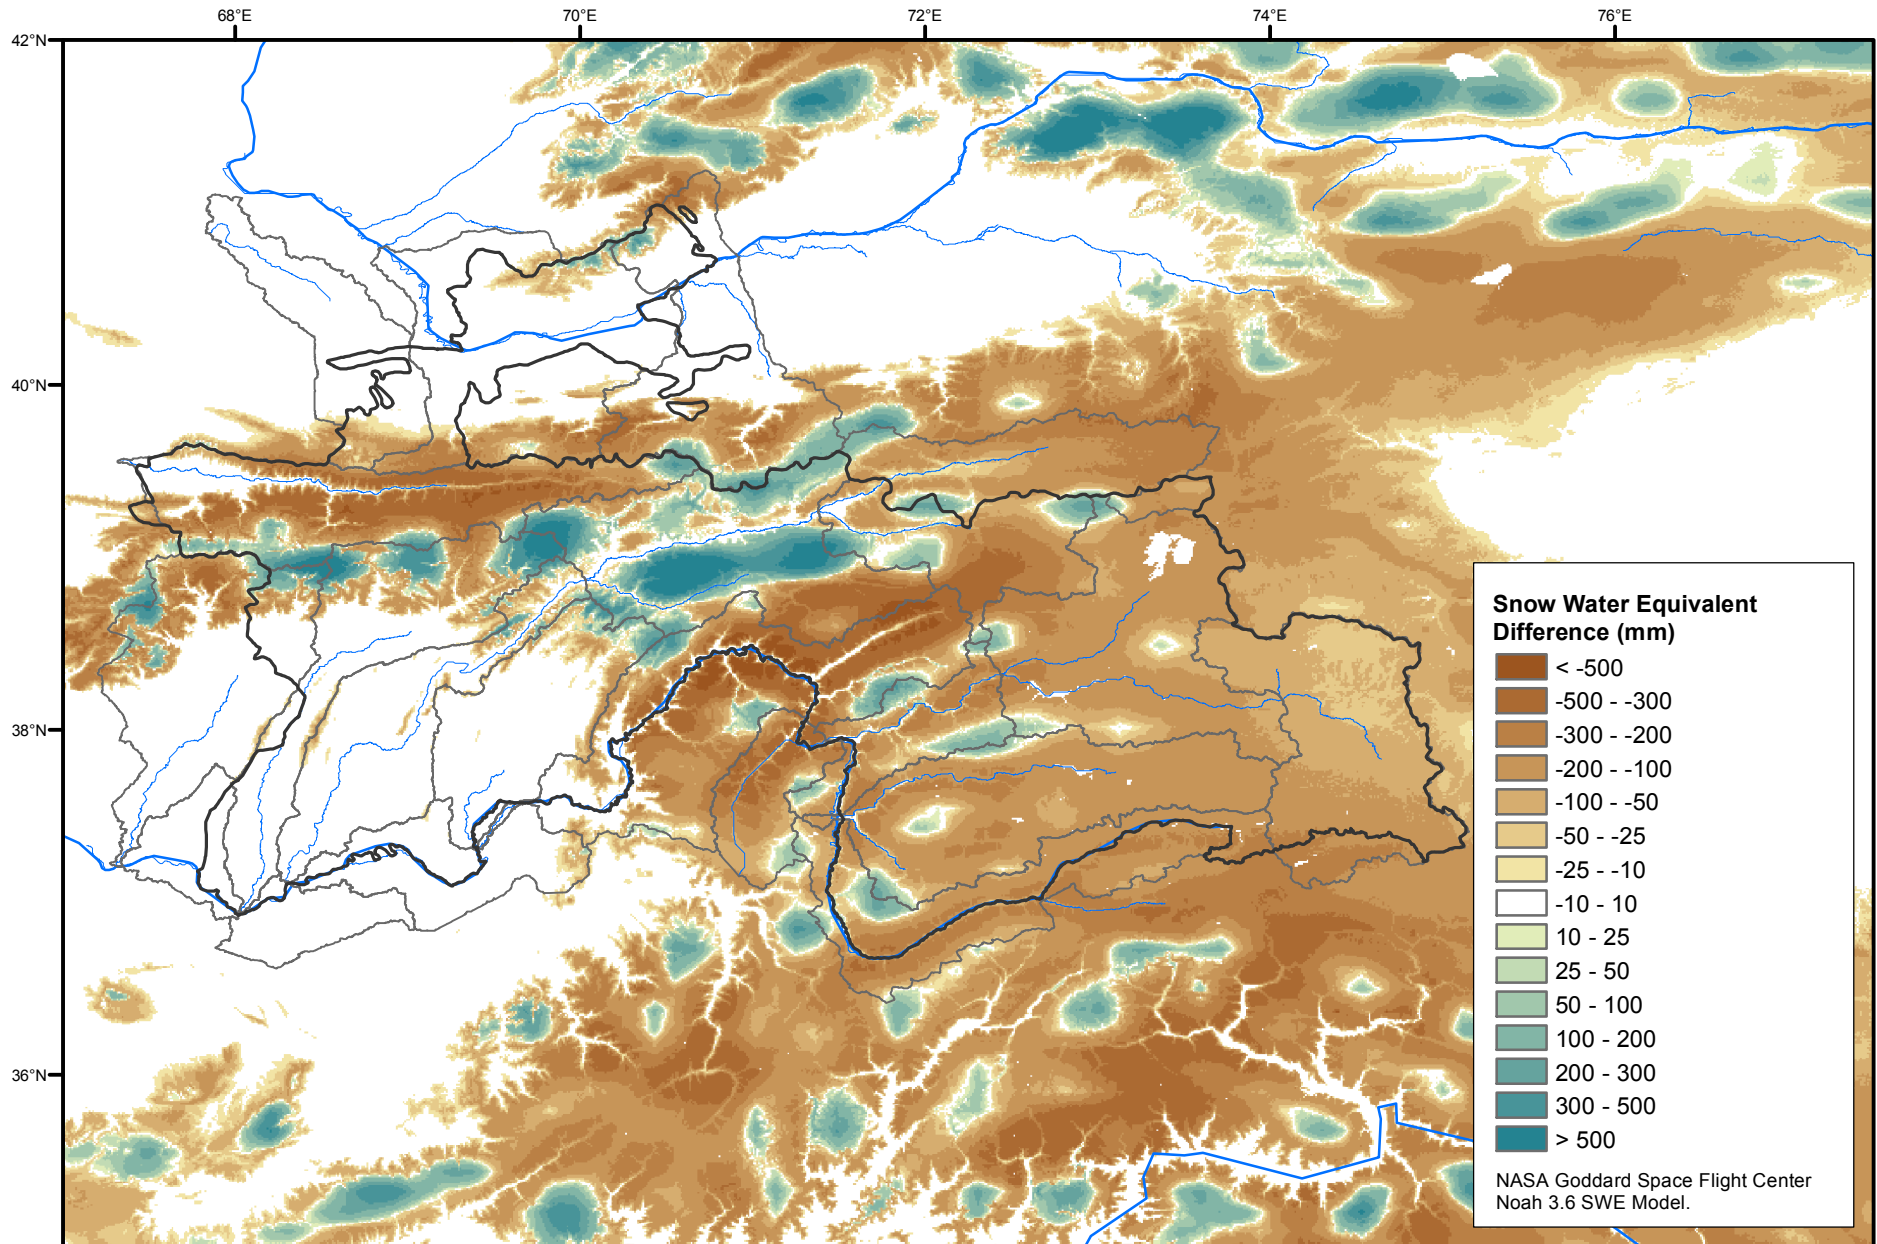 68°E 70°E 72°E 74°E 76°E
42°N
40°N
38°N
36°N
Snow Water Equivalent
Difference (mm)
< -500
-500 - -300
-300 - -200
-200 - -100
-100 - -50
-50 - -25
-25 - -10
-10 - 10
10 - 25
25 - 50
50 - 100
100 - 200
200 - 300
300 - 500
> 500
NASA Goddard Space Flight Center
Noah 3.6 SWE Model.